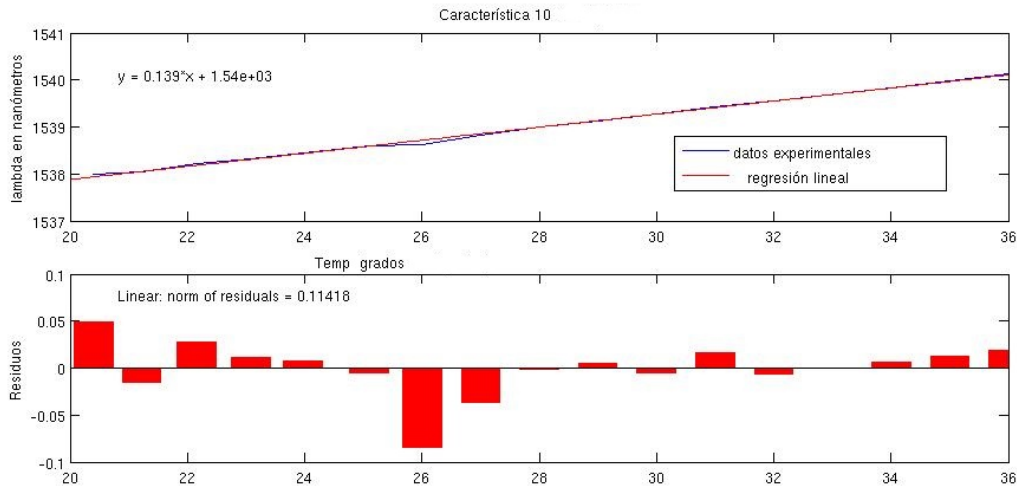 Característica 10
1541
1540
1539
1538
1537
lambda en nanómetros
y = 0.139*x + 1.54e+03
datos experimentales
regresión lineal
20 22 24 26 28 30 32 34 36
Temp grados
0.1
0.05
0
-0.05
-0.1
Residuos
Linear: norm of residuals = 0.11418
20 22 24 26 28 30 32 34 36